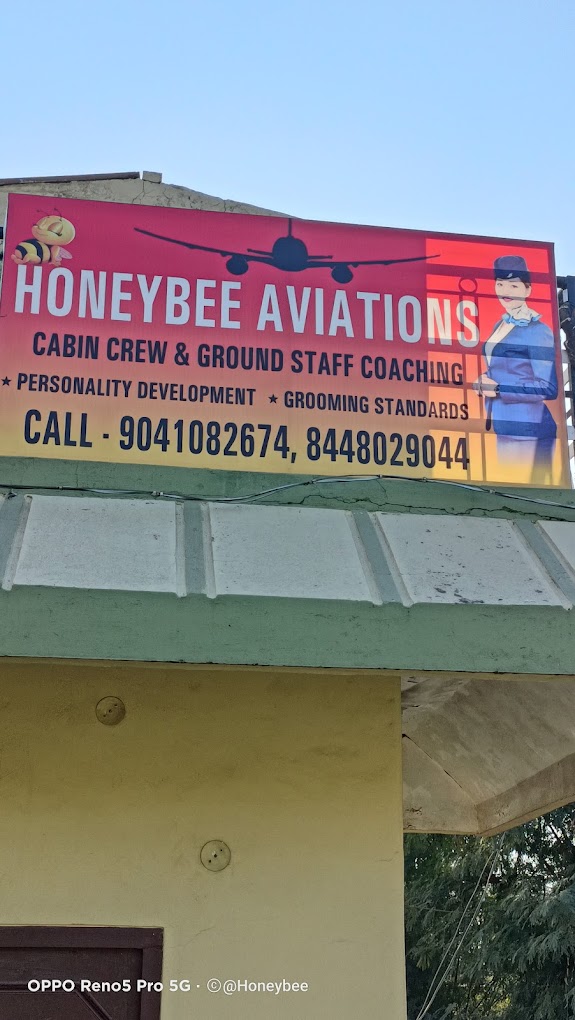 HONEYBEE AVIATIONS
CABIN CREW & GROUND STAFF COACHING
★ PERSONALITY DEVELOPMENT ★ GROOMING STANDARDS
CALL - 9041082674, 8448029044
OPPO Reno5 Pro 5G · ©@Honeybee